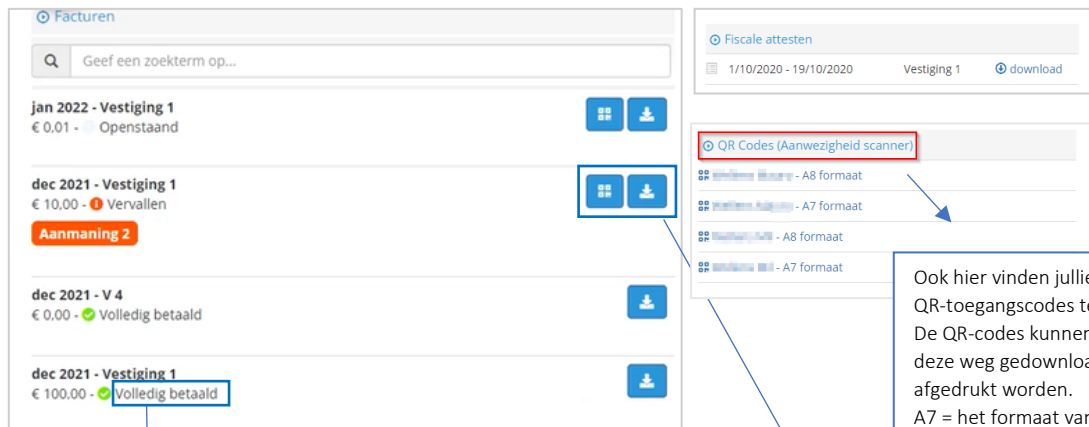 Facturen
Geef een zoekterm op...
jan 2022 - Vestiging 1
€ 0,01 - Openstaand
dec 2021 - Vestiging 1
€ 10,00 - Vervallen
Aanmaning 2
dec 2021 - V 4
€ 0,00 - Volledig betaald
dec 2021 - Vestiging 1
€ 100,00 - Volledig betaald
Fiscale attesten
1/10/2020 - 19/10/2020 Vestiging 1 download
QR Codes (Aanwezigheid scanner)
- A8 formaat
- A7 formaat
- A8 formaat
- A7 formaat
Ook hier vinden jullie
QR-toegangscodes te
De QR-codes kunnen
deze weg gedownloa
afgedrukt worden.
A7 = het formaat van